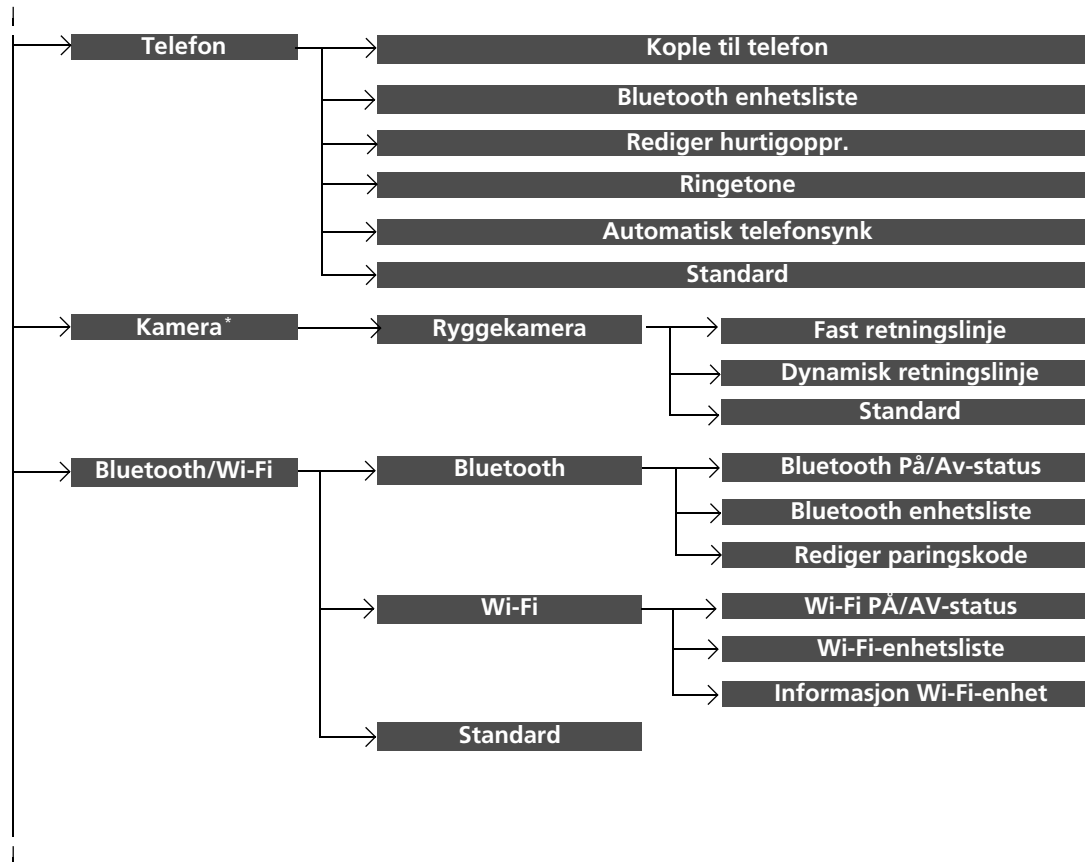 Telefon
Kople til telefon
Bluetooth enhetsliste
Rediger hurtigoppr.
Ringetone
Automatisk telefonsynk
Standard
Kamera*
Ryggekamera
Fast retningslinje
Dynamisk retningslinje
Standard
Bluetooth/Wi-Fi
Bluetooth
Bluetooth På/Av-status
Bluetooth enhetsliste
Rediger paringskode
Wi-Fi
Wi-Fi PÅ/AV-status
Wi-Fi-enhetsliste
Informasjon Wi-Fi-enhet
Standard